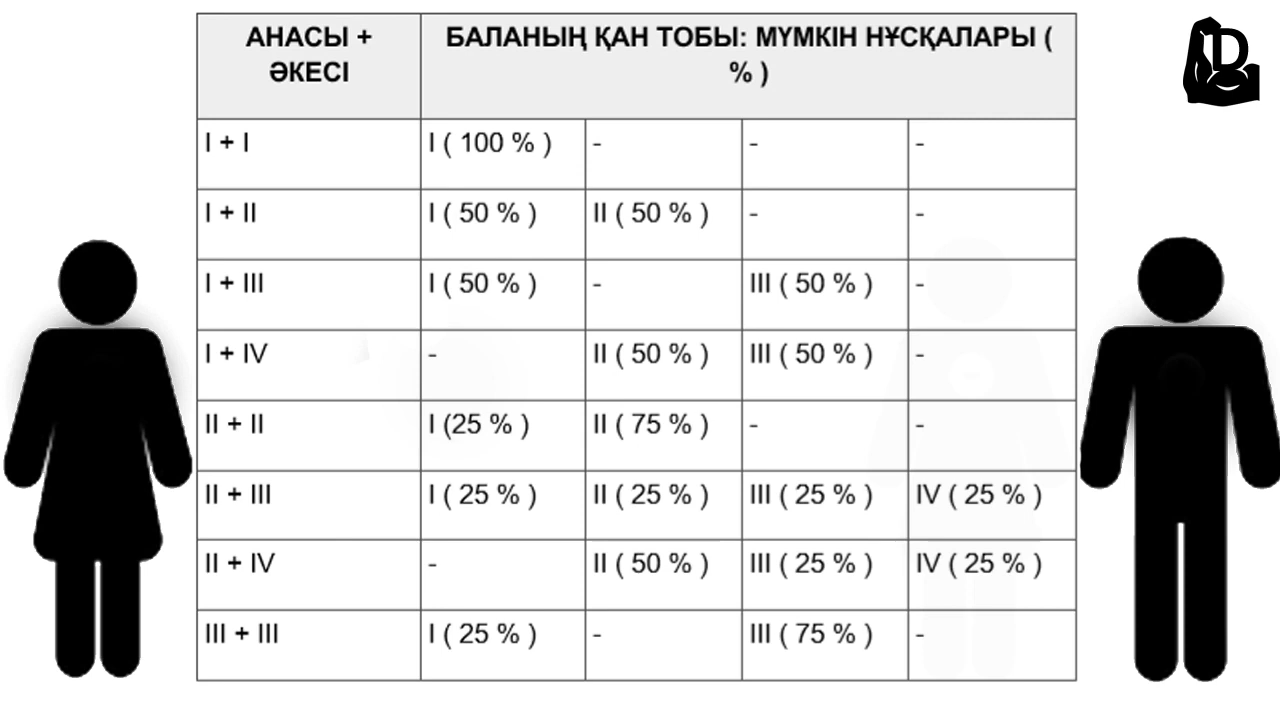 АНАСЫ +
ӘКЕСІ
БАЛАНЫҢ ҚАН ТОБЫ: МҮМКІН НҰСҚАЛАРЫ (
% )
I + I I ( 100 % ) - - -
I + II I ( 50 % ) II ( 50 % ) - -
I + III I ( 50 % ) - III ( 50 % ) -
I + IV - II ( 50 % ) III ( 50 % ) -
II + II I (25 % ) II ( 75 % ) - -
II + III I ( 25 % ) II ( 25 % ) III ( 25 % ) IV ( 25 % )
II + IV - II ( 50 % ) III ( 25 % ) IV ( 25 % )
III + III I ( 25 % ) - III ( 75 % ) -
D